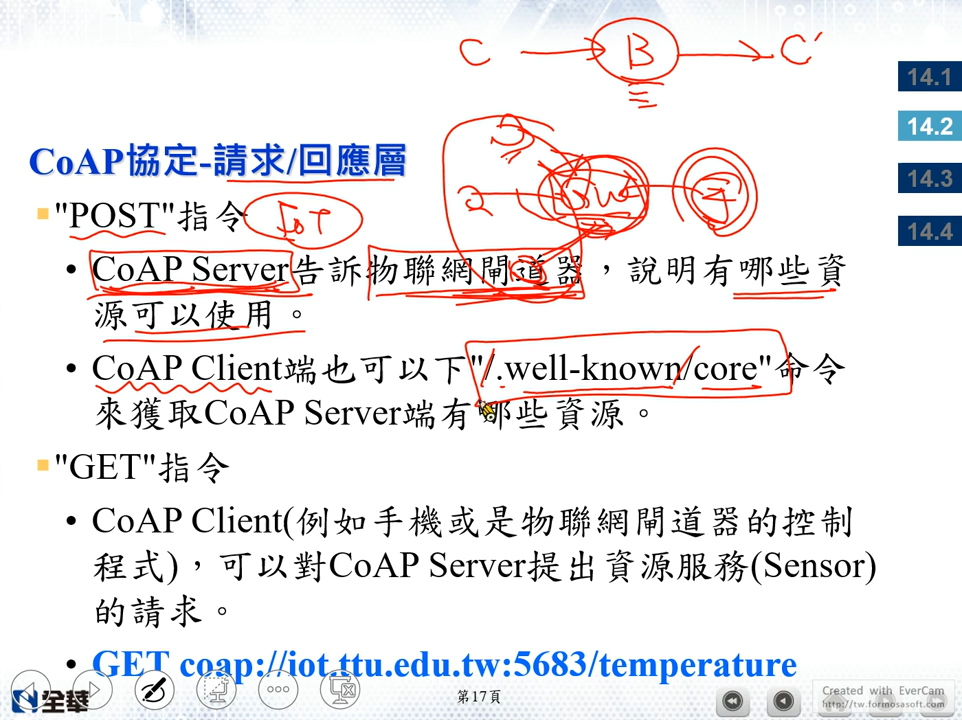 C → B → C'
14.1
14.2
14.3
14.4
CoAP協定-請求/回應層
"POST"指令
IoT
CoAP Server告訴物聯網閘道器，說明有哪些資
源可以使用。
CoAP Client端也可以下"/.well-known/core"命令
來獲取CoAP Server端有哪些資源。
"GET"指令
CoAP Client(例如手機或是物聯網閘道器的控制
程式)，可以對CoAP Server提出資源服務(Sensor)
的請求。
GET coap://iot.ttu.edu.tw:5683/temperature
全華
第17頁
Created with EverCam
http://tw.formosasoft.com